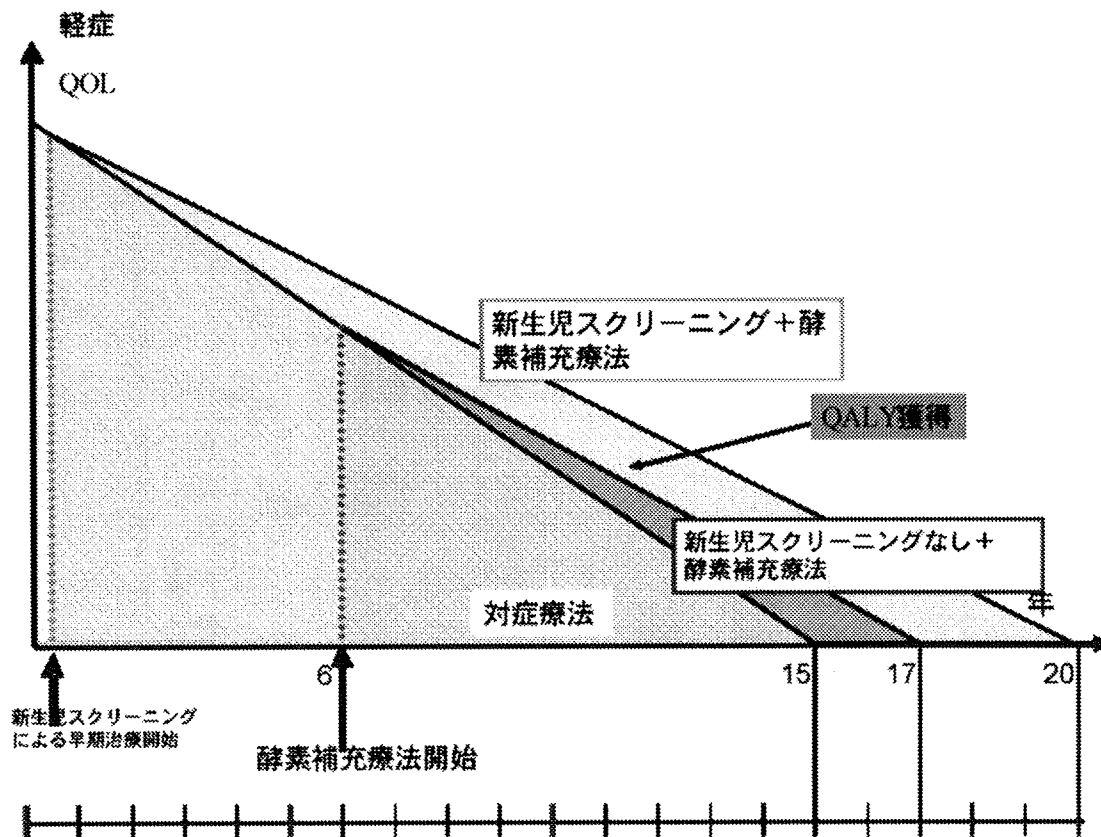 軽症
QOL
新生児スクリーニング＋酵
素補充療法
QALY獲得
新生児スクリーニングなし＋
酵素補充療法
年
対症療法
6
15
17
20
新生児スクリーニング
による早期治療開始
酵素補充療法開始